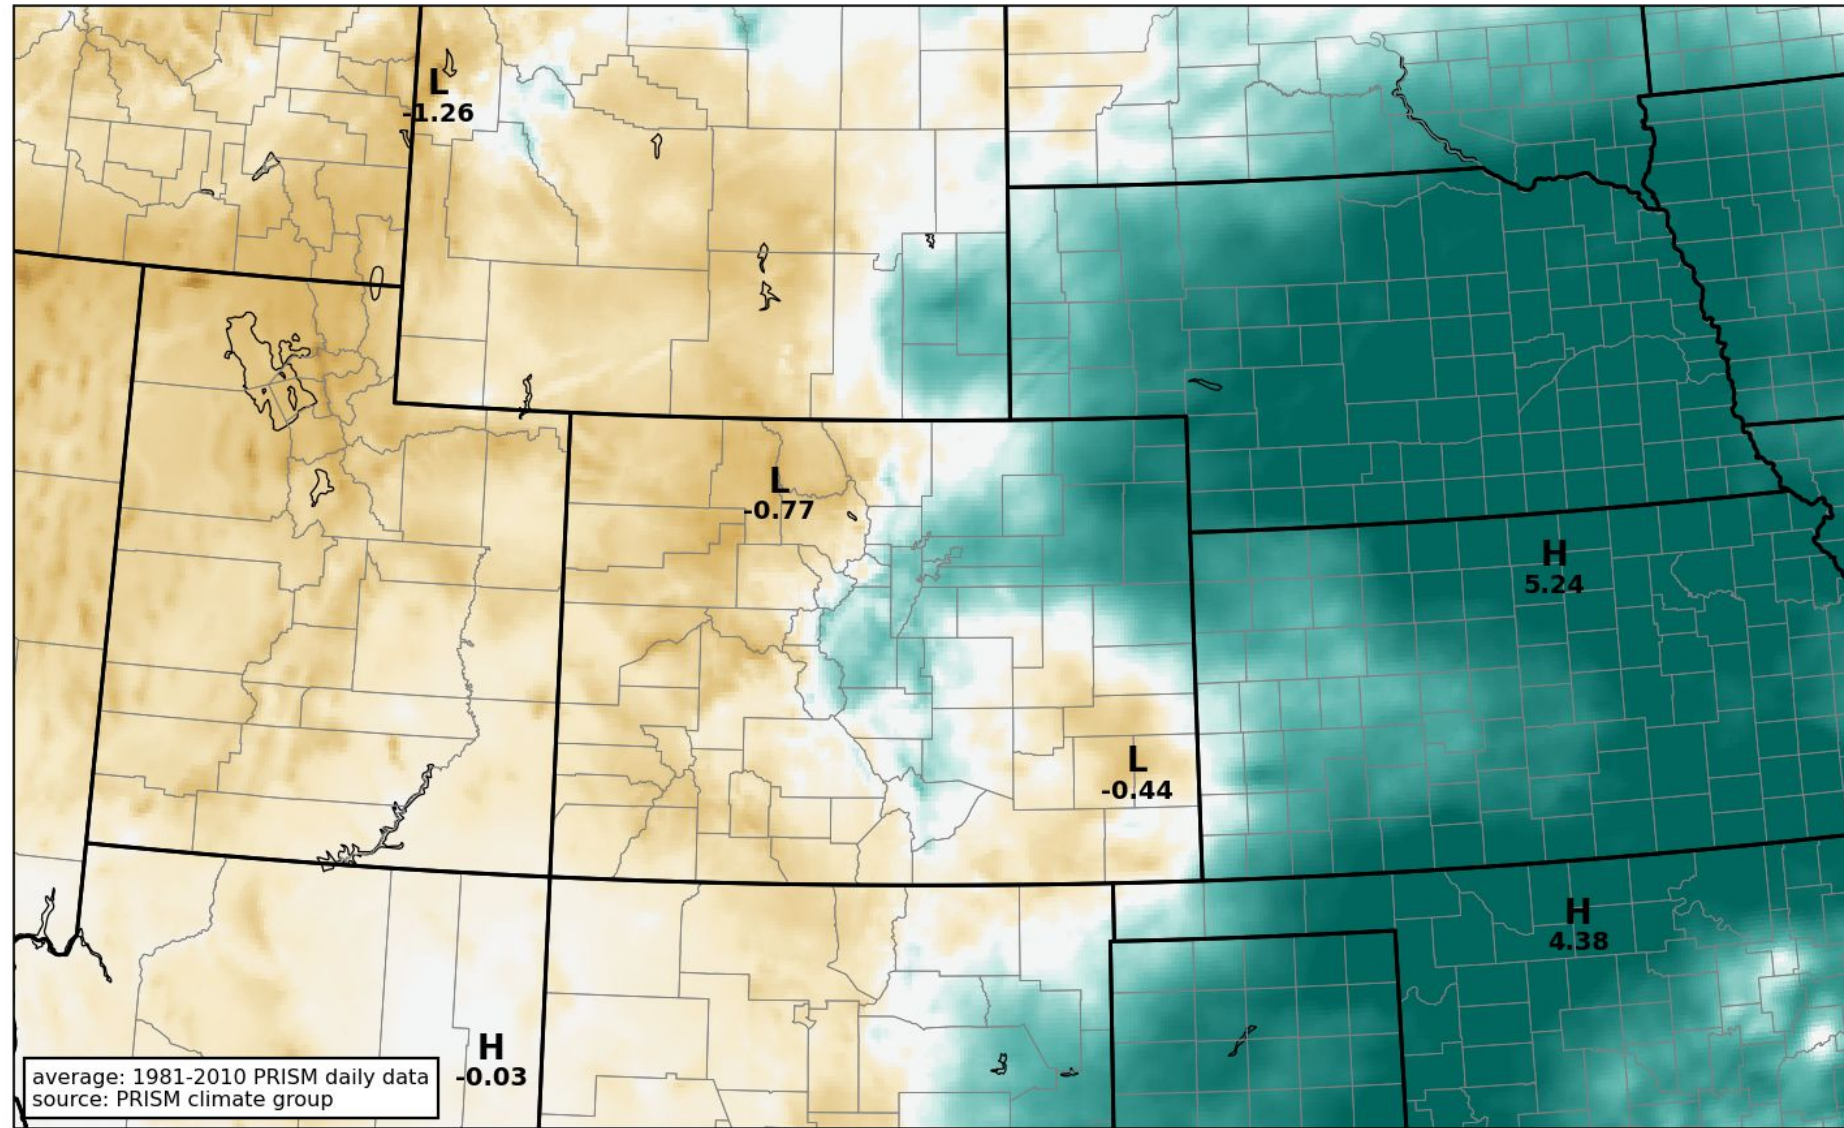 L
-1.26
L
-0.77
H
5.24
L
-0.44
H
4.38
H
-0.03
average: 1981-2010 PRISM daily data
source: PRISM climate group